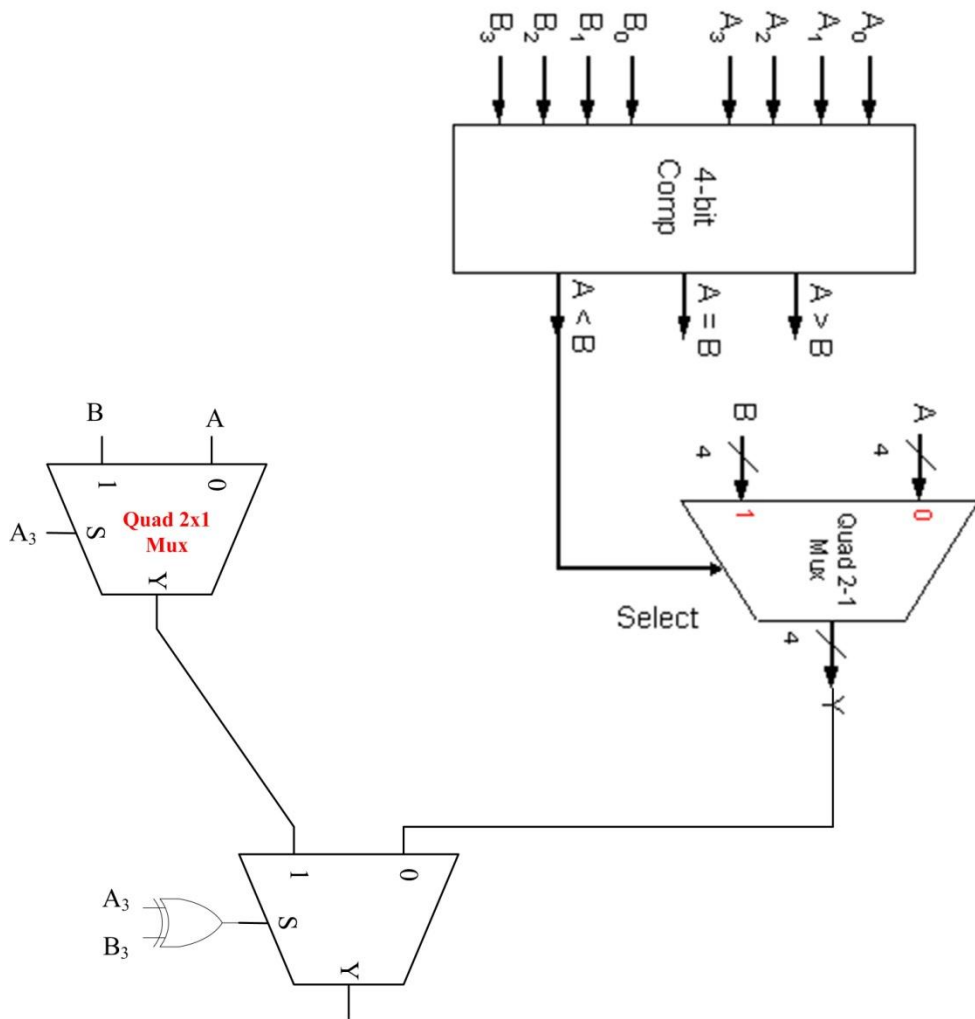 B₃ B₂ B₁ B₀ A₃ A₂ A₁ A₀
4-bit
Comp
A < B A = B A > B
B A
4 4
1 0
Quad 2-1
Mux
Select
4
Y
B A
1 0
Quad 2x1
Mux
A₃ S
Y
1 0
A₃
B₃
S
Y